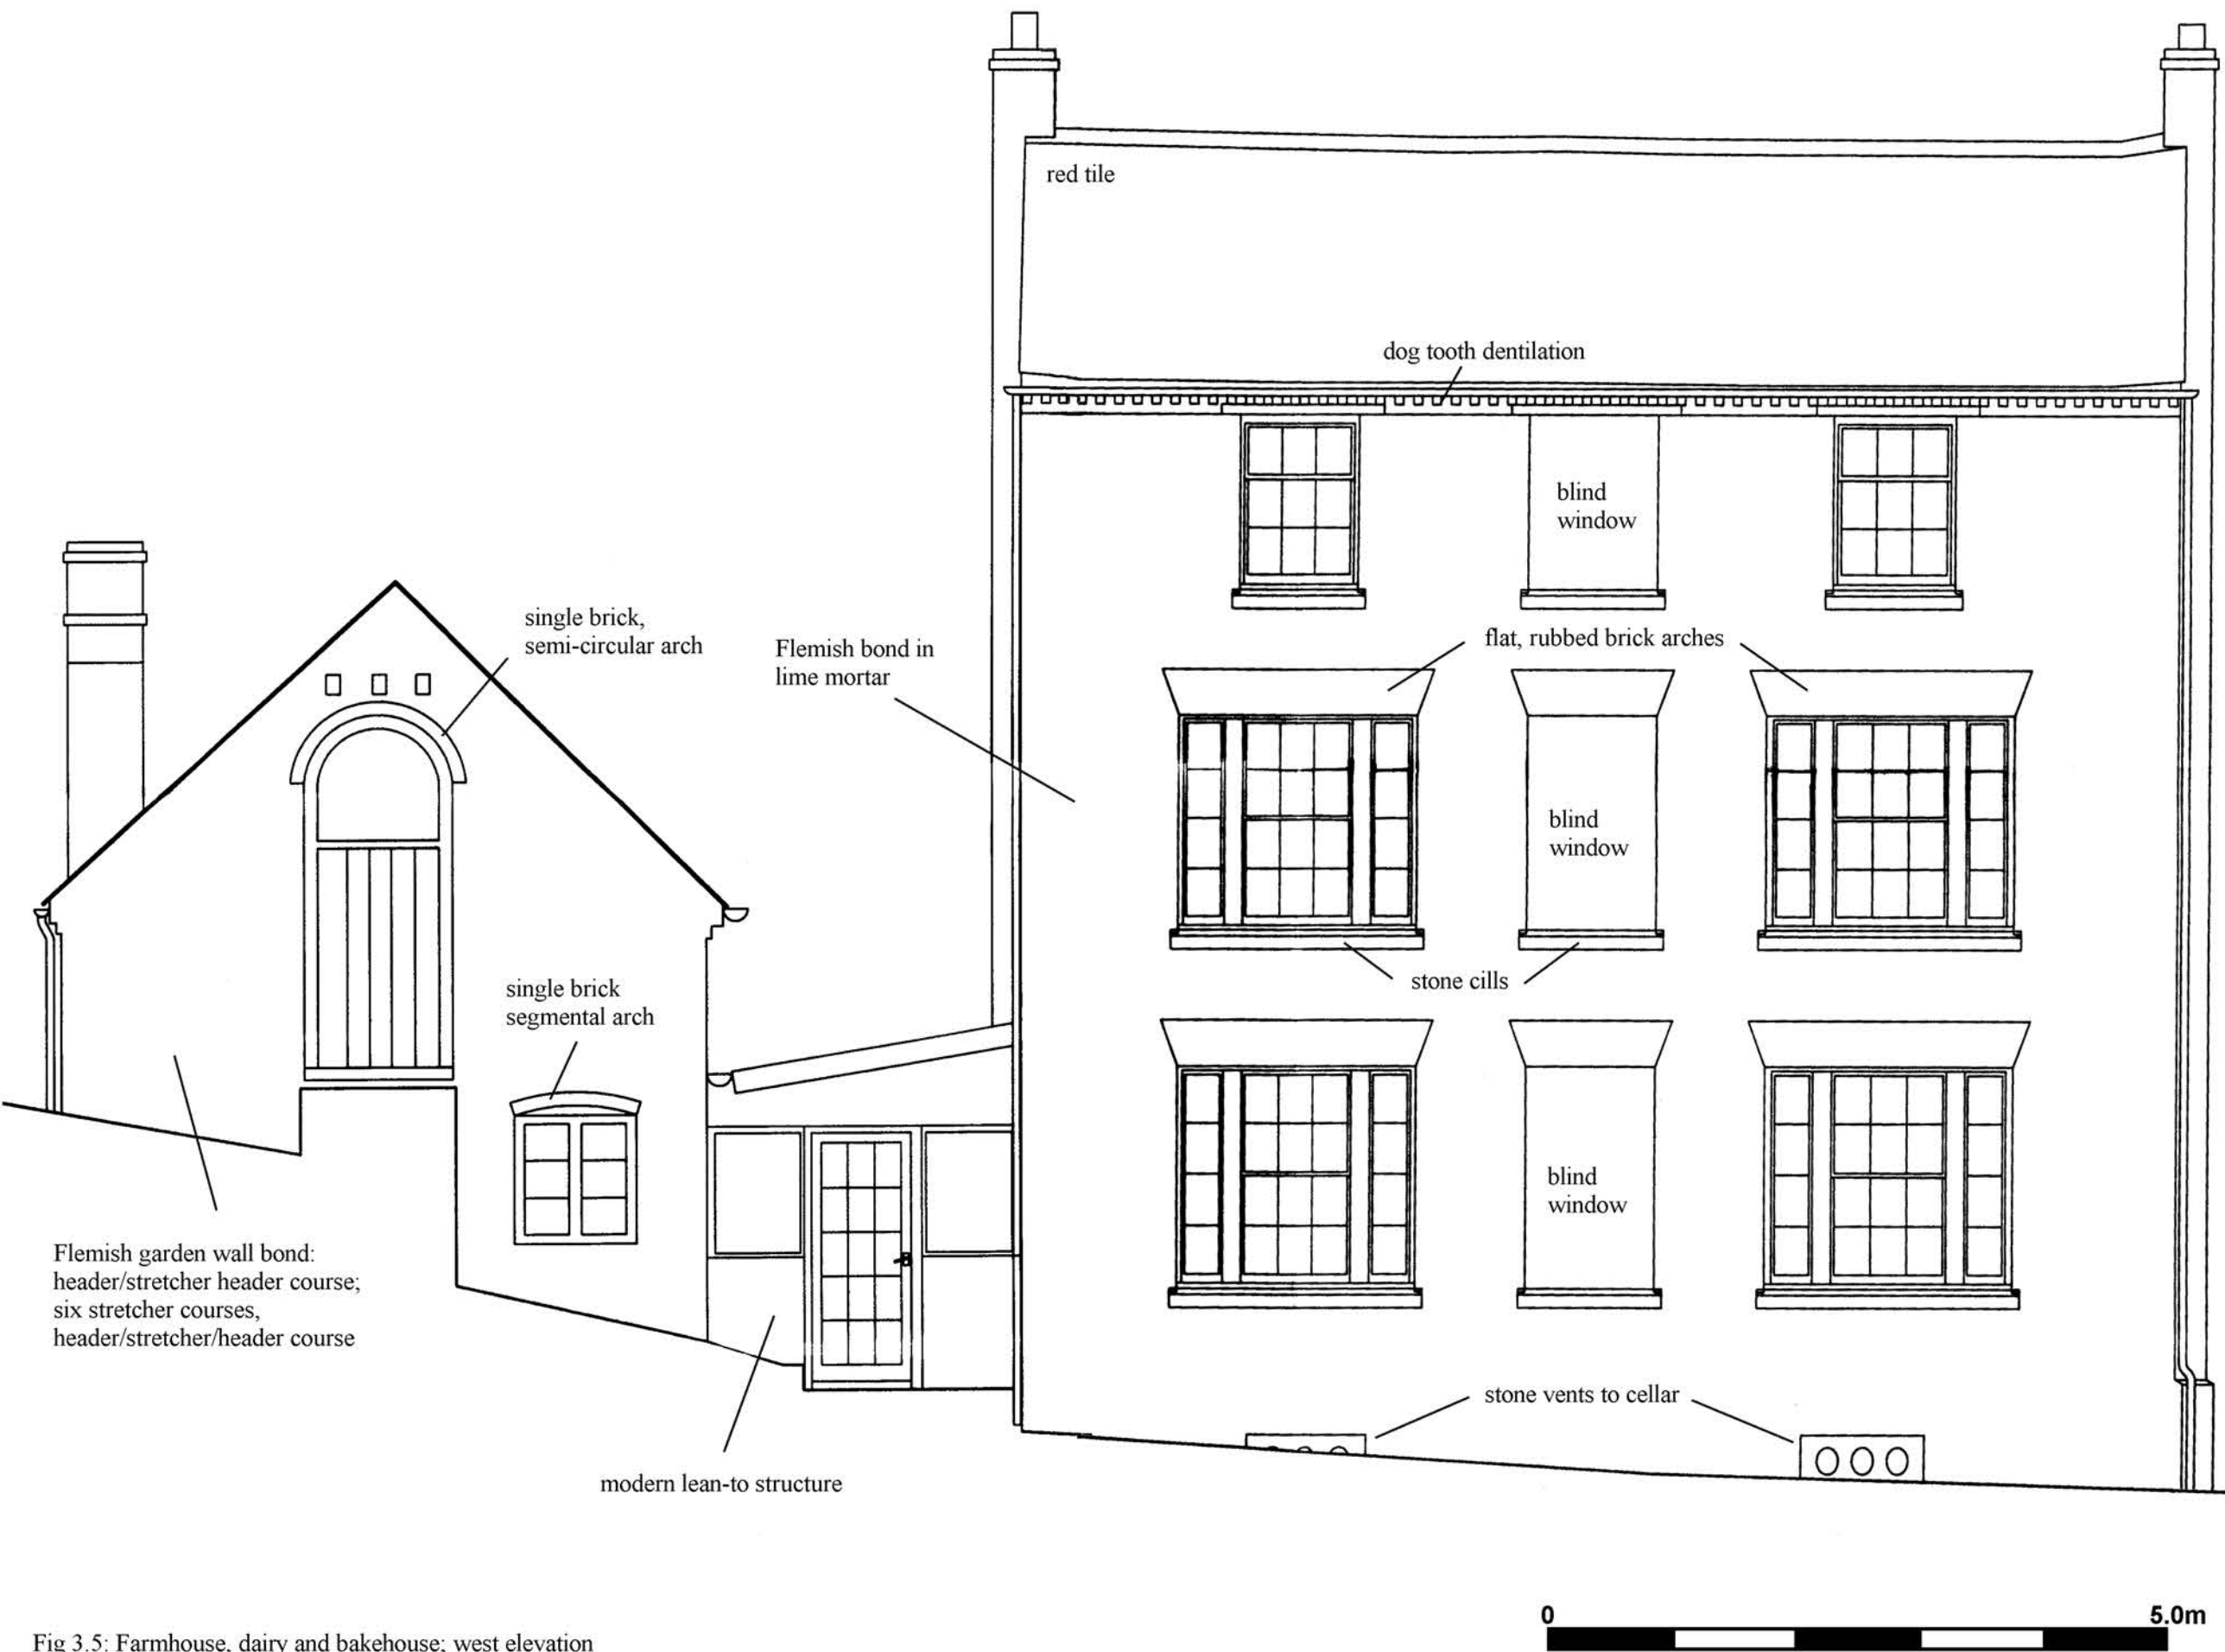 red tile
dog tooth dentilation
blind
window
single brick,
semi-circular arch
Flemish bond in
lime mortar
flat, rubbed brick arches
blind
window
stone cills
single brick
segmental arch
blind
window
Flemish garden wall bond:
header/stretcher header course;
six stretcher courses,
header/stretcher/header course
stone vents to cellar
modern lean-to structure
0
5.0m
Fig 3.5: Farmhouse, dairy and bakehouse; west elevation